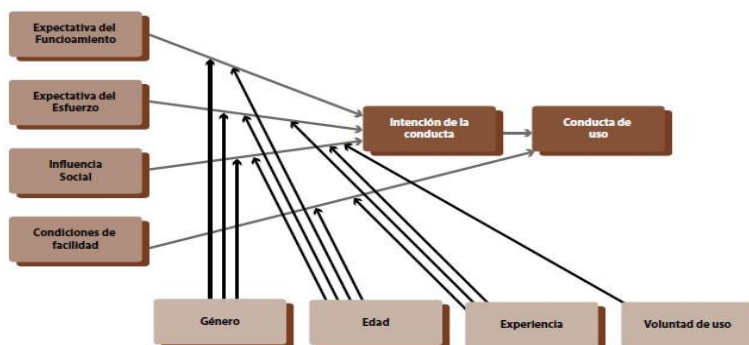 Expectativa del
Funcioamiento
Expectativa del
Esfuerzo
Influencia
Social
Condiciones de
facilidad
Intención de la
conducta
Conducta de
uso
Género
Edad
Experiencia
Voluntad de uso